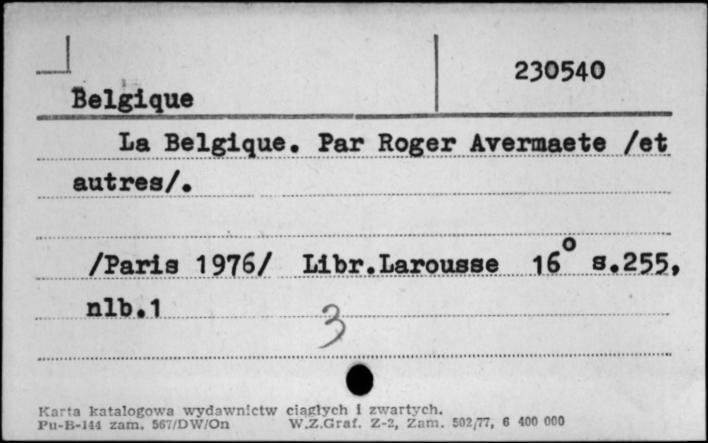 230540
Belgique
La Belgique. Par Roger Avermaete /et
autres/.
/Paris 1976/ Libr.Larousse 16° s.255,
nlb.1
3
Karta katalogowa wydawnictw ciągłych i zwartych.
Pu-B-144 zam. 567/DW/On W.Z.Graf. Z-2, Zam. 502/77, 6 400 000